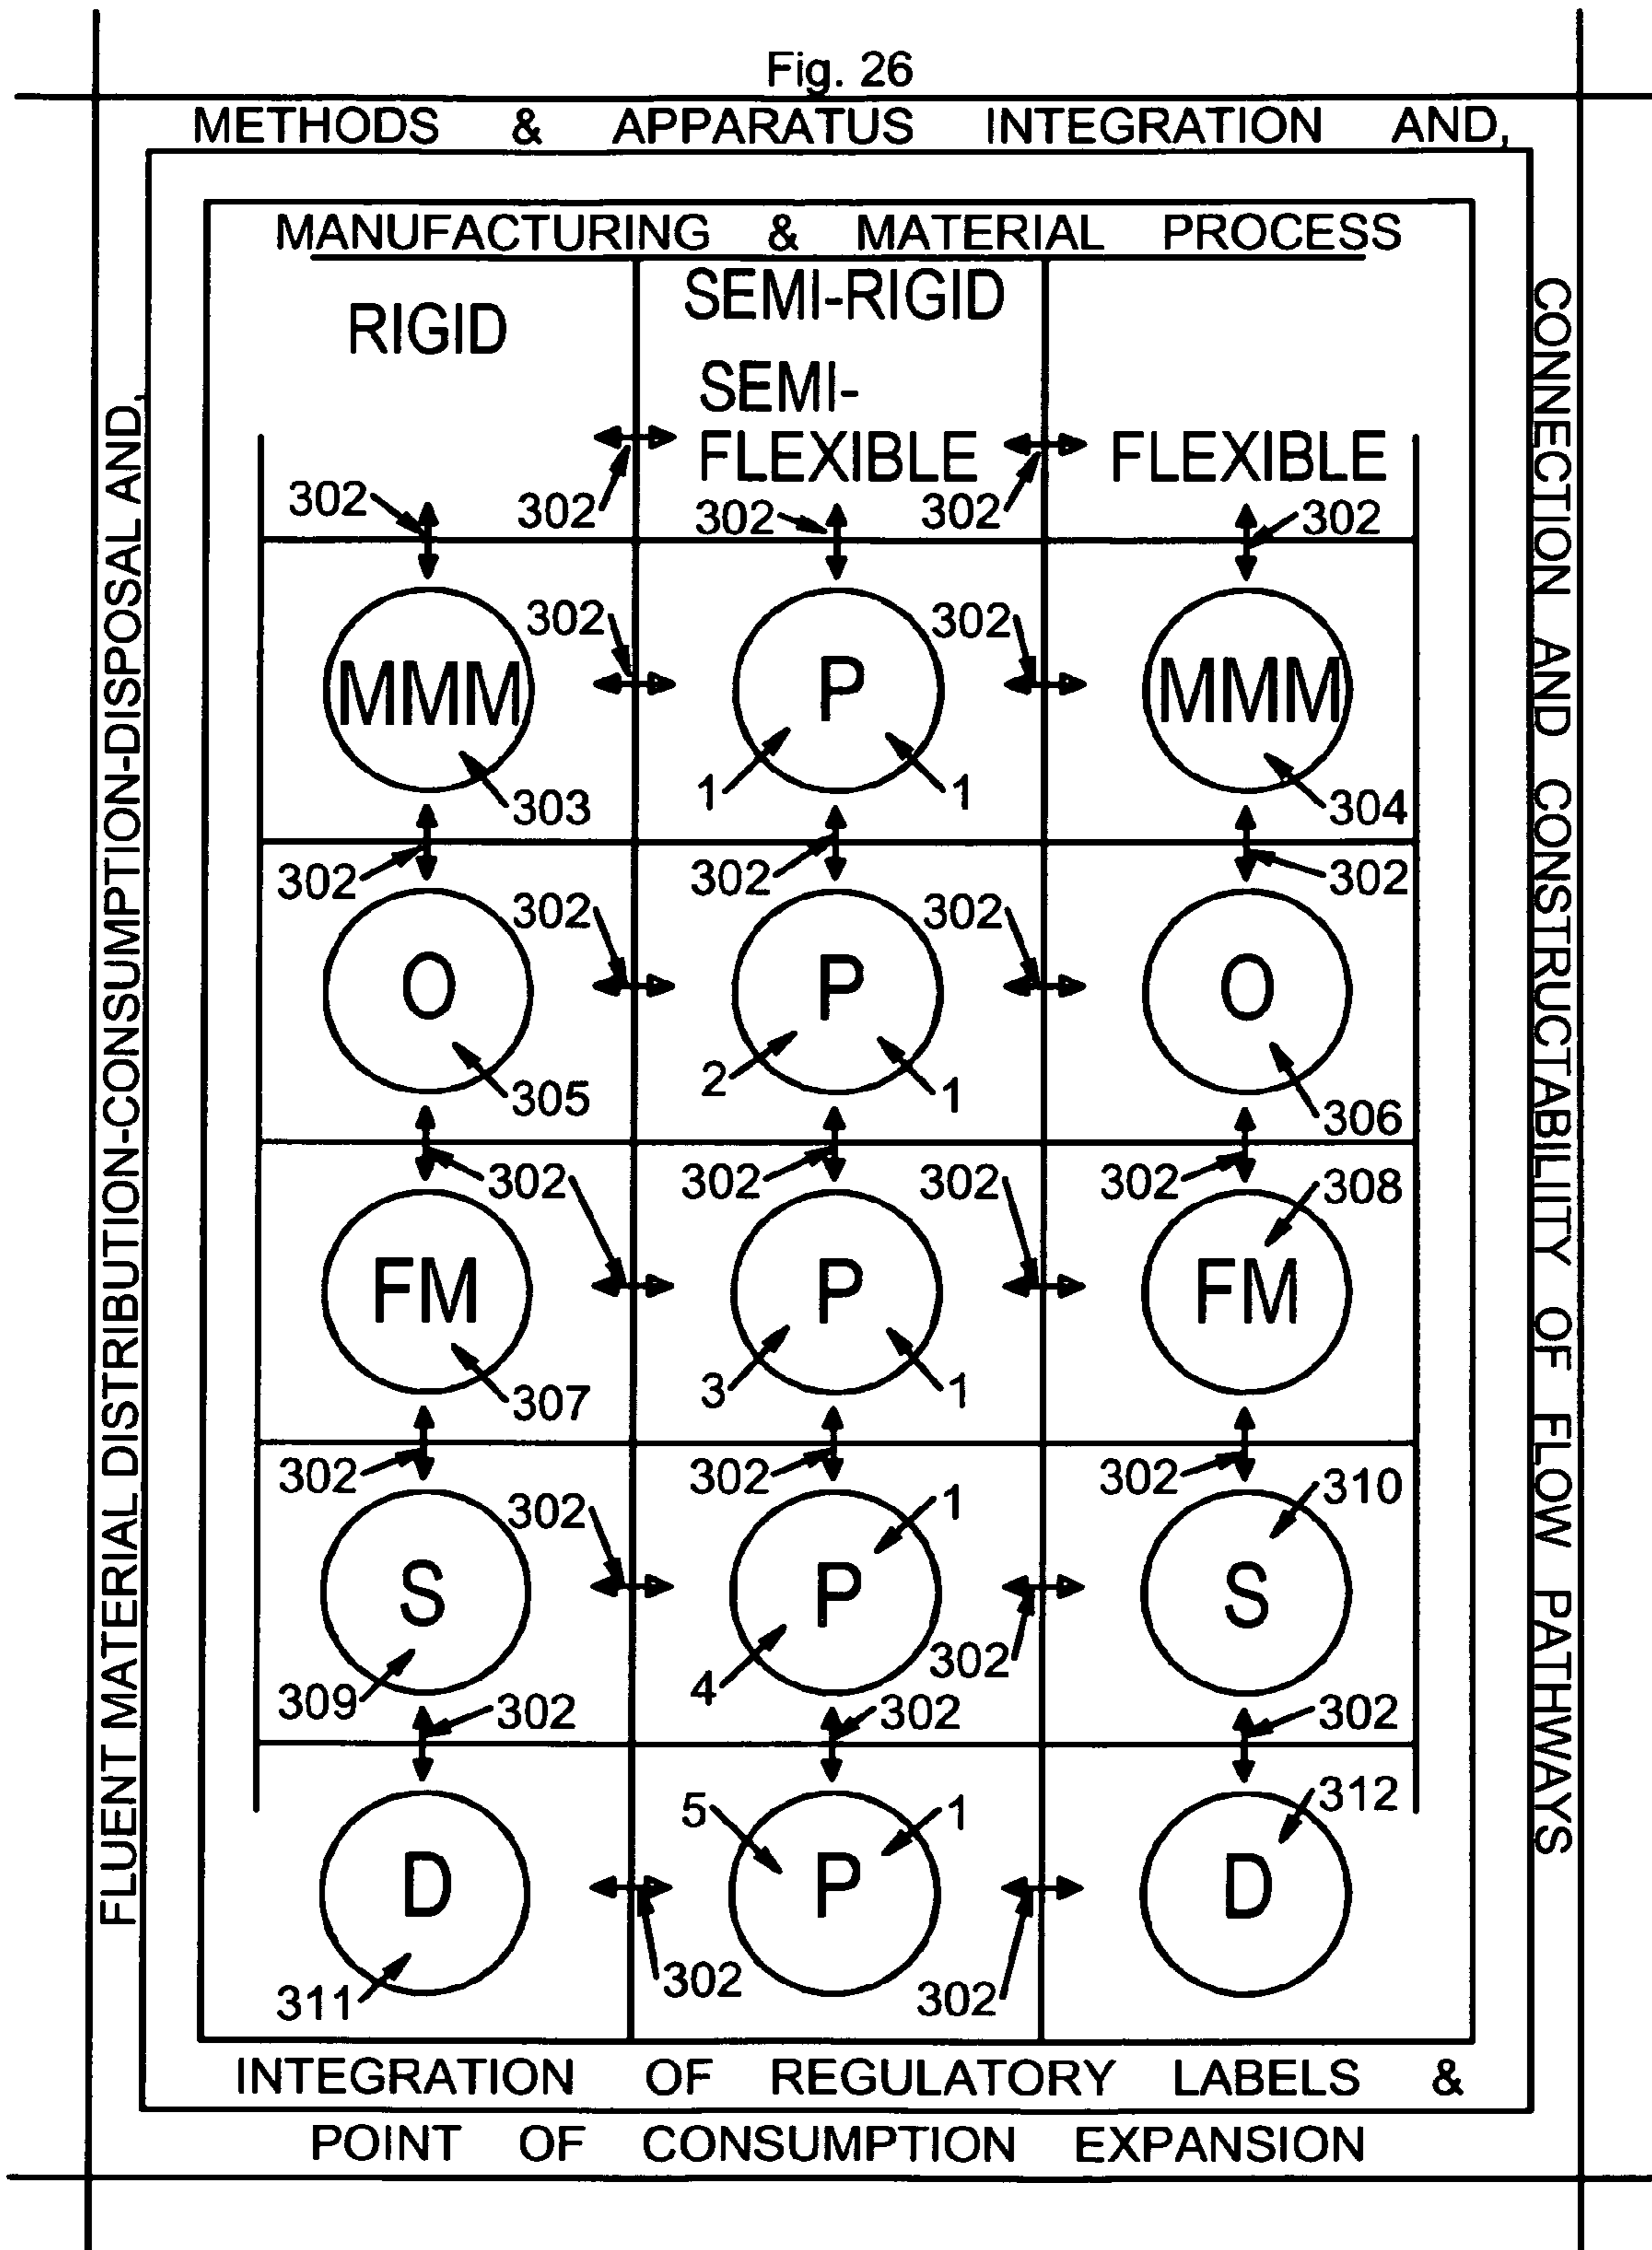 Fig. 26
METHODS & APPARATUS INTEGRATION AND,
MANUFACTURING & MATERIAL PROCESS
RIGID
SEMI-RIGID
SEMI-
FLEXIBLE
FLEXIBLE
302
302
302
302
302
MMM
302
P
302
MMM
303
1
1
304
302
302
302
O
302
P
302
O
305
2
1
306
302
302
302
302
308
FM
P
FM
307
3
1
302
302
302
310
S
302
1
P
S
309
4
302
302
302
302
D
5
1
P
312
D
311
302
302
INTEGRATION OF REGULATORY LABELS &
POINT OF CONSUMPTION EXPANSION
FLUENT MATERIAL DISTRIBUTION-CONSUMPTION-DISPOSAL AND,
CONNECTION AND CONSTRUCTABILIITY OF FLOW PATHWAYS